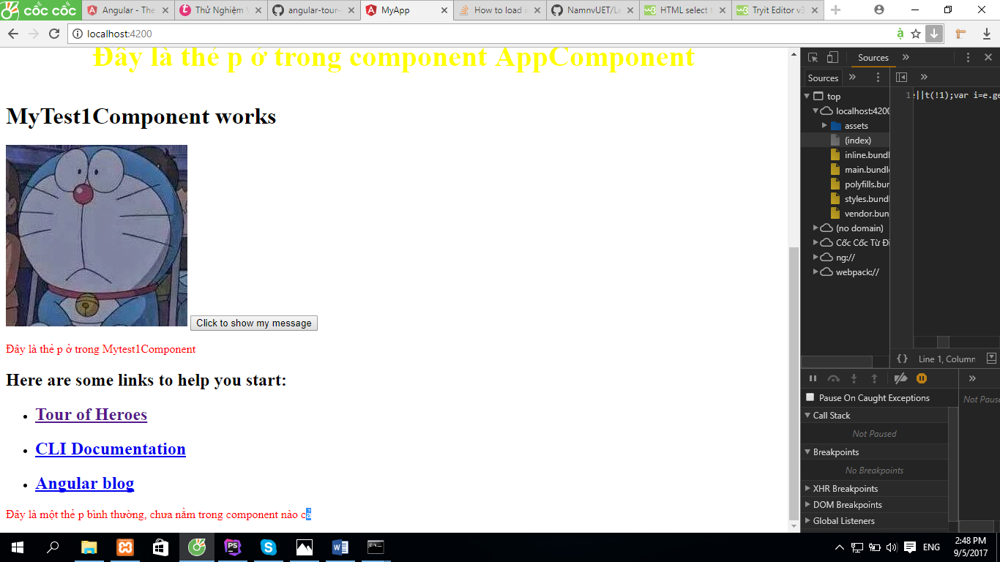 cốc cốc
Angular - The
Thử Nghiệm
angular-tour-
MyApp
How to load i
NamnvUET/Le
HTML select t
Tryit Editor v3
localhost:4200
Đây là thẻ p ở trong component AppComponent
MyTest1Component works
Click to show my message
Đây là thẻ p ở trong Mytest1Component
Here are some links to help you start:
Tour of Heroes
CLI Documentation
Angular blog
Đây là một thẻ p bình thường, chưa nằm trong component nào cả
Sources
Sources
top
localhost:4200
assets
(index)
inline.bundl
main.bundle
polyfills.bur
styles.bundl
vendor.bun
(no domain)
Cốc Cốc Từ Đi
ng://
webpack://
1
||t(!1);var i=e.ge
{} Line 1, Column
Pause On Caught Exceptions
Not Pause
Call Stack
Not Paused
Breakpoints
No Breakpoints
XHR Breakpoints
DOM Breakpoints
Global Listeners
ENG
2:48 PM
9/5/2017